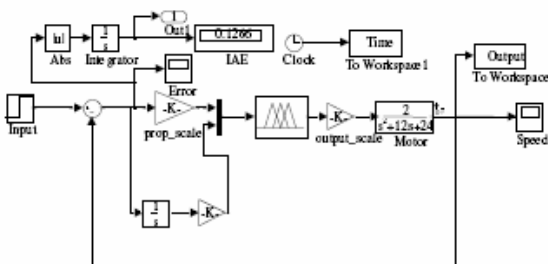 |u|
Abs
1
s
Integrator
1
Out1
0.1266
IAE
Clock
Time
To Workspace1
Output
To Workspace
Error
Input
-K-
prop_scale
-K-
output_scale
2
s²+12s+24
Motor
Speed
1
s
-K-